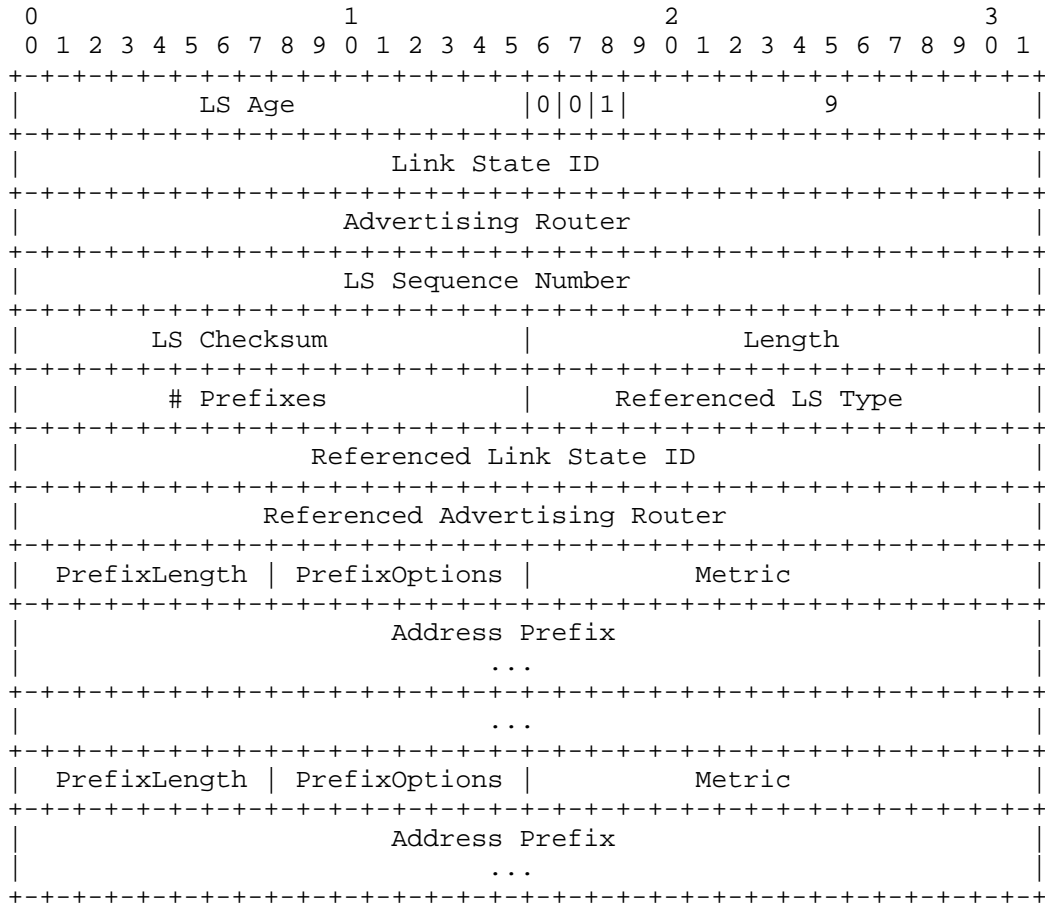 0                   1                   2                   3
 0 1 2 3 4 5 6 7 8 9 0 1 2 3 4 5 6 7 8 9 0 1 2 3 4 5 6 7 8 9 0 1
+-+-+-+-+-+-+-+-+-+-+-+-+-+-+-+-+-+-+-+-+-+-+-+-+-+-+-+-+-+-+-+-+
|           LS Age              |0|0|1|            9            |
+-+-+-+-+-+-+-+-+-+-+-+-+-+-+-+-+-+-+-+-+-+-+-+-+-+-+-+-+-+-+-+-+
|                       Link State ID                           |
+-+-+-+-+-+-+-+-+-+-+-+-+-+-+-+-+-+-+-+-+-+-+-+-+-+-+-+-+-+-+-+-+
|                    Advertising Router                         |
+-+-+-+-+-+-+-+-+-+-+-+-+-+-+-+-+-+-+-+-+-+-+-+-+-+-+-+-+-+-+-+-+
|                    LS Sequence Number                         |
+-+-+-+-+-+-+-+-+-+-+-+-+-+-+-+-+-+-+-+-+-+-+-+-+-+-+-+-+-+-+-+-+
|        LS Checksum            |             Length            |
+-+-+-+-+-+-+-+-+-+-+-+-+-+-+-+-+-+-+-+-+-+-+-+-+-+-+-+-+-+-+-+-+
|         # Prefixes            |     Referenced LS Type        |
+-+-+-+-+-+-+-+-+-+-+-+-+-+-+-+-+-+-+-+-+-+-+-+-+-+-+-+-+-+-+-+-+
|                  Referenced Link State ID                     |
+-+-+-+-+-+-+-+-+-+-+-+-+-+-+-+-+-+-+-+-+-+-+-+-+-+-+-+-+-+-+-+-+
|               Referenced Advertising Router                   |
+-+-+-+-+-+-+-+-+-+-+-+-+-+-+-+-+-+-+-+-+-+-+-+-+-+-+-+-+-+-+-+-+
|  PrefixLength | PrefixOptions |          Metric               |
+-+-+-+-+-+-+-+-+-+-+-+-+-+-+-+-+-+-+-+-+-+-+-+-+-+-+-+-+-+-+-+-+
|                       Address Prefix                          |
|                             ...                               |
+-+-+-+-+-+-+-+-+-+-+-+-+-+-+-+-+-+-+-+-+-+-+-+-+-+-+-+-+-+-+-+-+
|                             ...                               |
+-+-+-+-+-+-+-+-+-+-+-+-+-+-+-+-+-+-+-+-+-+-+-+-+-+-+-+-+-+-+-+-+
|  PrefixLength | PrefixOptions |          Metric               |
+-+-+-+-+-+-+-+-+-+-+-+-+-+-+-+-+-+-+-+-+-+-+-+-+-+-+-+-+-+-+-+-+
|                       Address Prefix                          |
|                             ...                               |
+-+-+-+-+-+-+-+-+-+-+-+-+-+-+-+-+-+-+-+-+-+-+-+-+-+-+-+-+-+-+-+-+